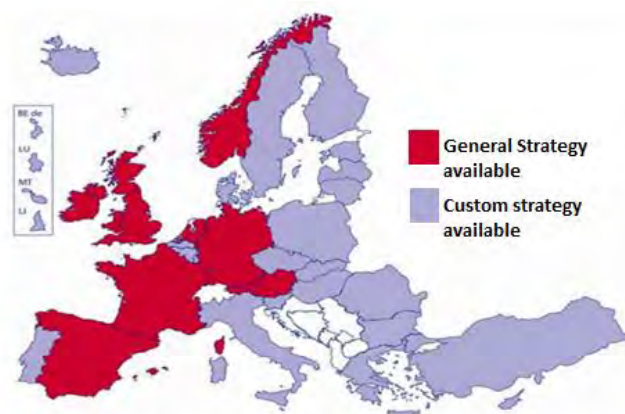 BE de
LU
MT
LI
General Strategy
available
Custom strategy
available